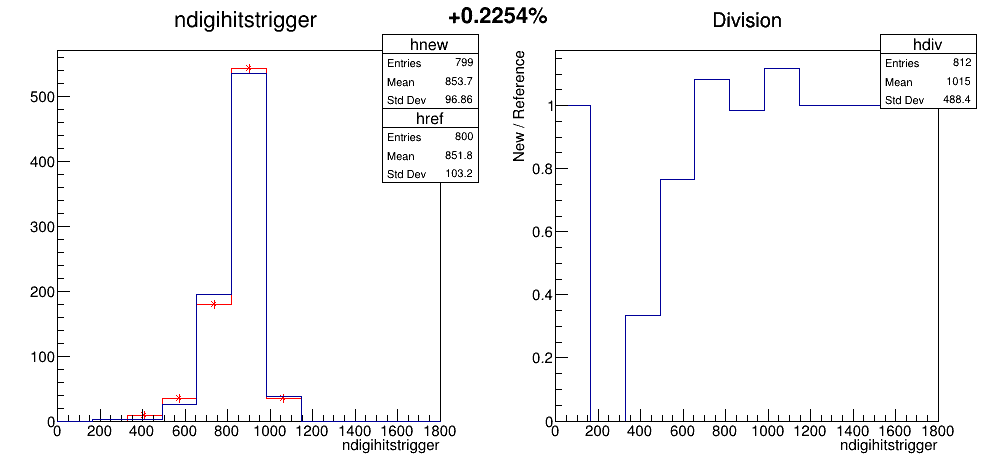 ndigihitstrigger
+0.2254%
Division
hnew
Entries 799
Mean 853.7
Std Dev 96.86
href
Entries 800
Mean 851.8
Std Dev 103.2
500
400
300
200
100
0
0 200 400 600 800 1000 1200 1400 1600 1800
ndigihitstrigger
hdiv
Entries 812
Mean 1015
Std Dev 488.4
New / Reference
1
0.8
0.6
0.4
0.2
0
0 200 400 600 800 1000 1200 1400 1600 1800
ndigihitstrigger